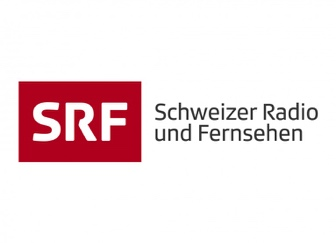 SRF
Schweizer Radio
und Fernsehen